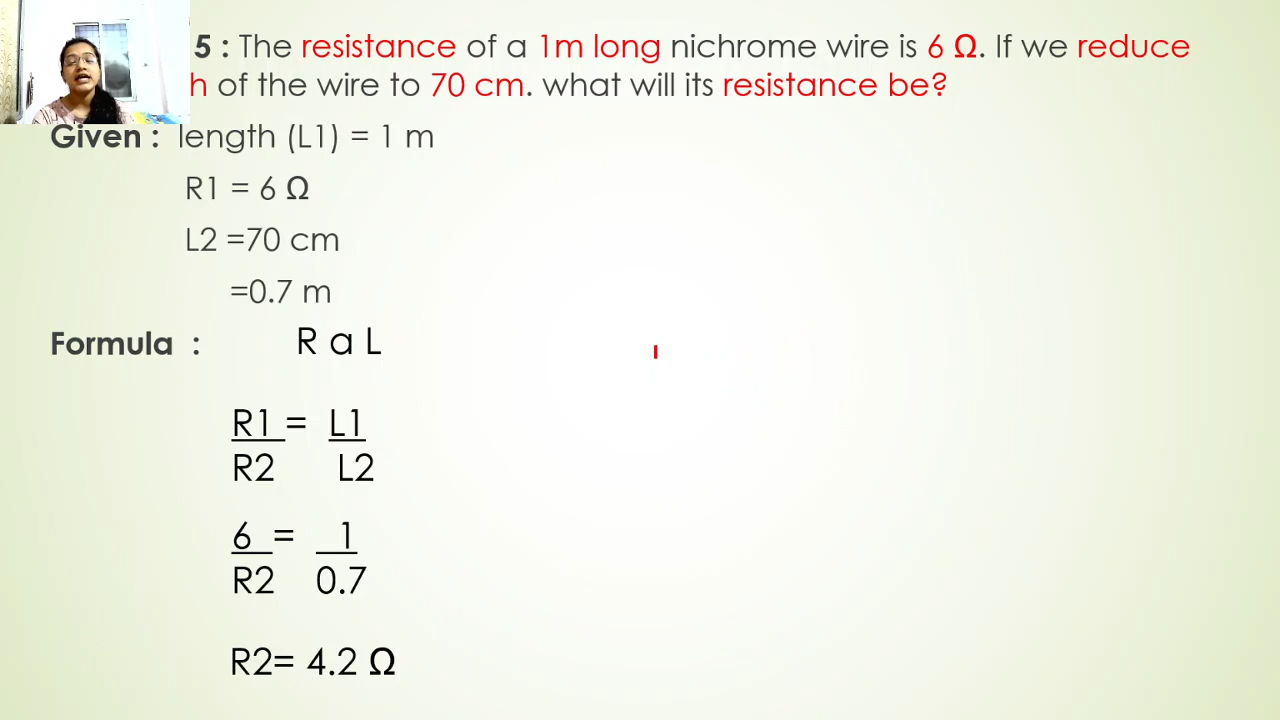 5 : The resistance of a 1m long nichrome wire is 6 Ω. If we reduce
h of the wire to 70 cm. what will its resistance be?
Given : length (L1) = 1 m
R1 = 6 Ω
L2 =70 cm
=0.7 m
Formula : R a L
R1 = L1
R2 L2
6 = 1
R2 0.7
R2= 4.2 Ω